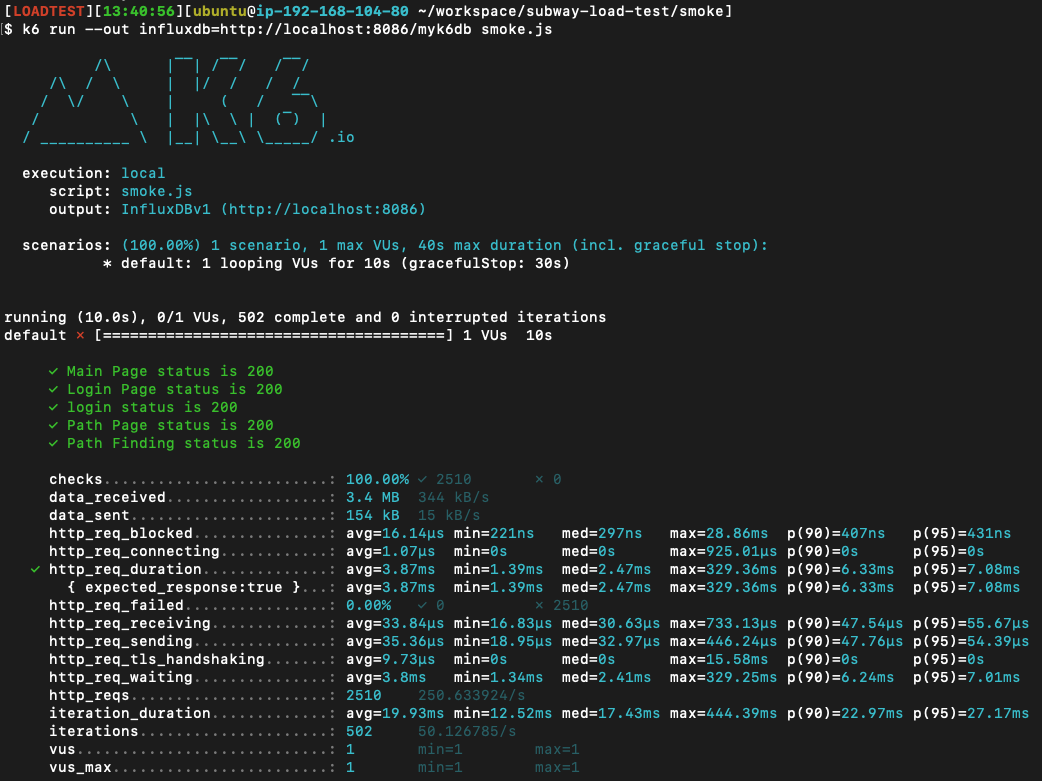 [LOADTEST][13:40:56][ubuntu@ip-192-168-104-80 ~/workspace/subway-load-test/smoke]
$ k6 run --out influxdb=http://localhost:8086/myk6db smoke.js
.io
execution: local
script: smoke.js
output: InfluxDBv1 (http://localhost:8086)
scenarios: (100.00%) 1 scenario, 1 max VUs, 40s max duration (incl. graceful stop):
* default: 1 looping VUs for 10s (gracefulStop: 30s)
running (10.0s), 0/1 VUs, 502 complete and 0 interrupted iterations
default ✗ [======================================] 1 VUs  10s
✓ Main Page status is 200
✓ Login Page status is 200
✓ login status is 200
✓ Path Page status is 200
✓ Path Finding status is 200
checks.........................: 100.00% ✓ 2510       ✗ 0
data_received..................: 3.4 MB  344 kB/s
data_sent......................: 154 kB  15 kB/s
http_req_blocked...............: avg=16.14µs min=221ns   med=297ns   max=28.86ms  p(90)=407ns   p(95)=431ns
http_req_connecting............: avg=1.07µs  min=0s      med=0s      max=925.01µs p(90)=0s      p(95)=0s
✓ http_req_duration..............: avg=3.87ms  min=1.39ms  med=2.47ms  max=329.36ms p(90)=6.33ms  p(95)=7.08ms
{ expected_response:true }...: avg=3.87ms  min=1.39ms  med=2.47ms  max=329.36ms p(90)=6.33ms  p(95)=7.08ms
http_req_failed................: 0.00%   ✓ 0          ✗ 2510
http_req_receiving.............: avg=33.84µs min=16.83µs med=30.63µs max=733.13µs p(90)=47.54µs p(95)=55.67µs
http_req_sending...............: avg=35.36µs min=18.95µs med=32.97µs max=446.24µs p(90)=47.76µs p(95)=54.39µs
http_req_tls_handshaking.......: avg=9.73µs  min=0s      med=0s      max=15.58ms  p(90)=0s      p(95)=0s
http_req_waiting...............: avg=3.8ms   min=1.34ms  med=2.41ms  max=329.25ms p(90)=6.24ms  p(95)=7.01ms
http_reqs......................: 2510    250.633924/s
iteration_duration.............: avg=19.93ms min=12.52ms med=17.43ms max=444.39ms p(90)=22.97ms p(95)=27.17ms
iterations.....................: 502     50.126785/s
vus............................: 1       min=1        max=1
vus_max........................: 1       min=1        max=1